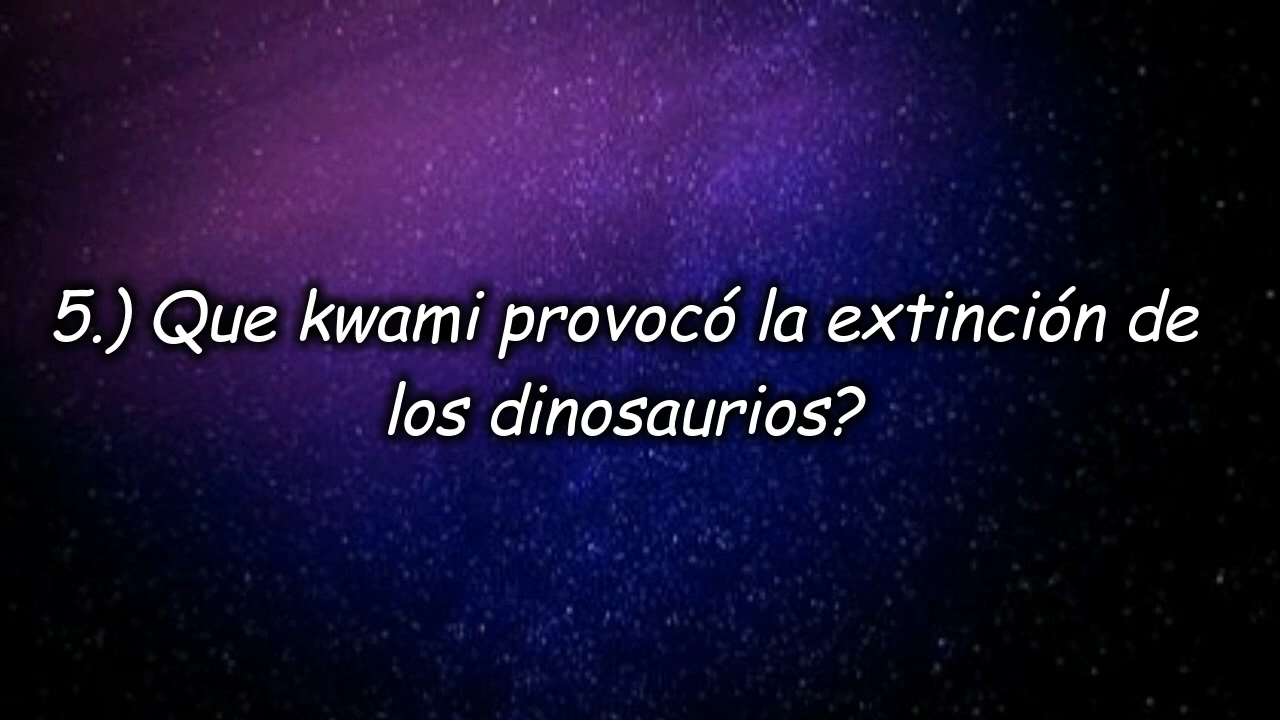 5.) Que kwami provocó la extinción de
los dinosaurios?